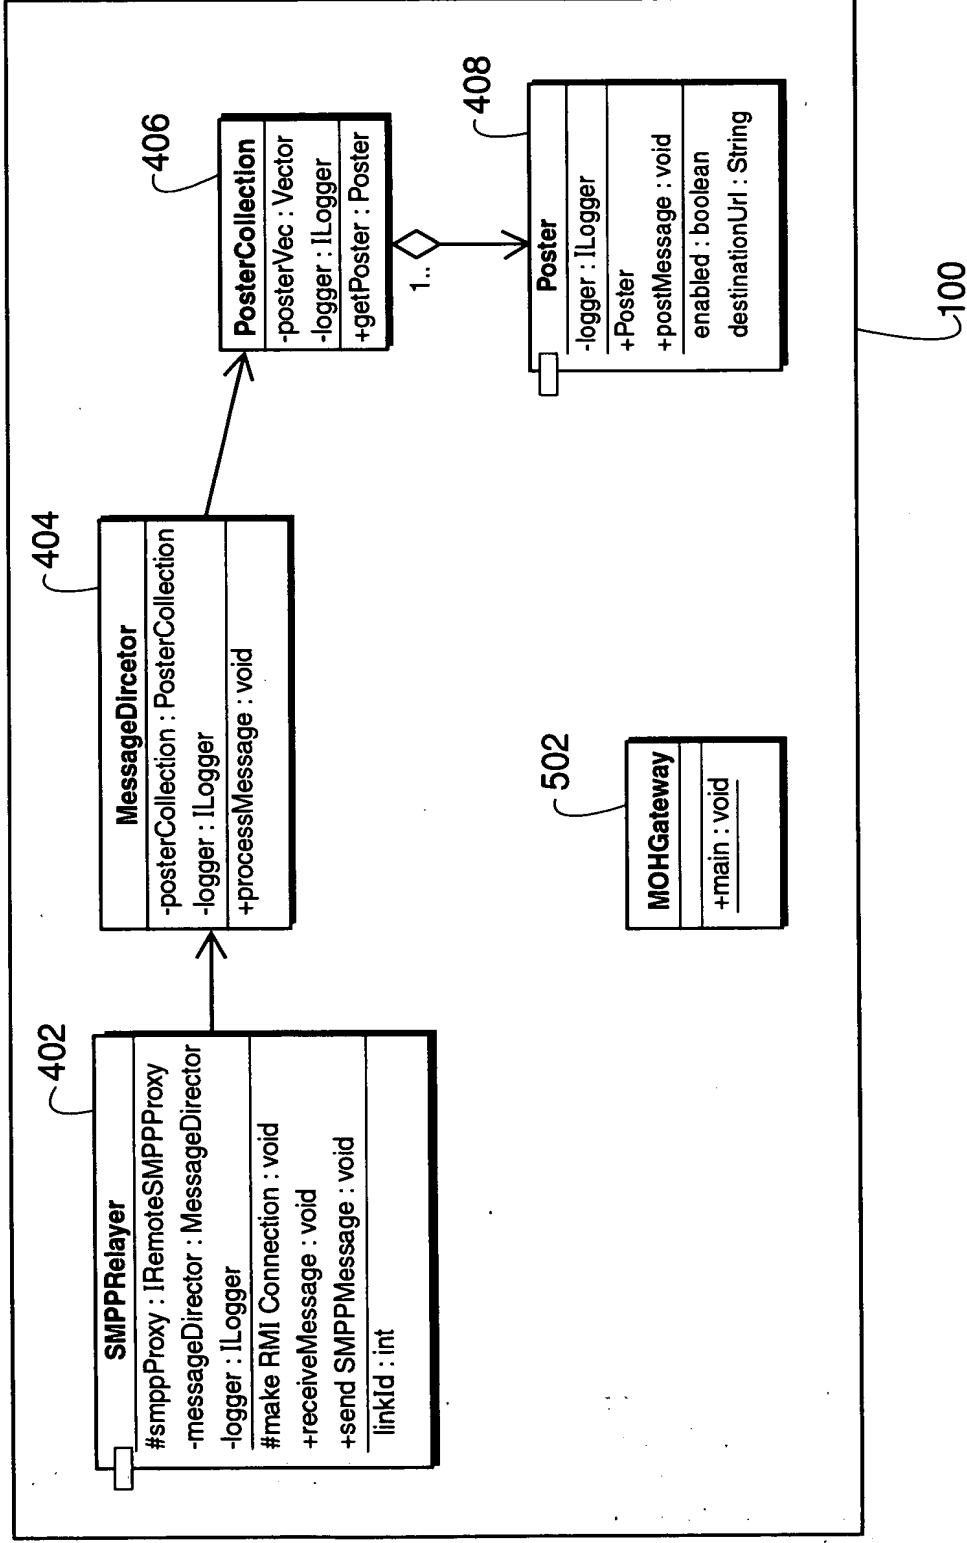 402
SMPPRelayer
#smppProxy : IRemoteSMPPProxy
-messageDirector : MessageDirector
-logger : ILogger
#make RMI Connection : void
+receiveMessage : void
+send SMPPMessage : void
linkId : int
404
MessageDircetor
-posterCollection : PosterCollection
-logger : ILogger
+processMessage : void
406
PosterCollection
-posterVec : Vector
-logger : ILogger
+getPoster : Poster
1..
408
Poster
-logger : ILogger
+Poster
+postMessage : void
enabled : boolean
destinationUrl : String
502
MOHGateway
+main : void
100